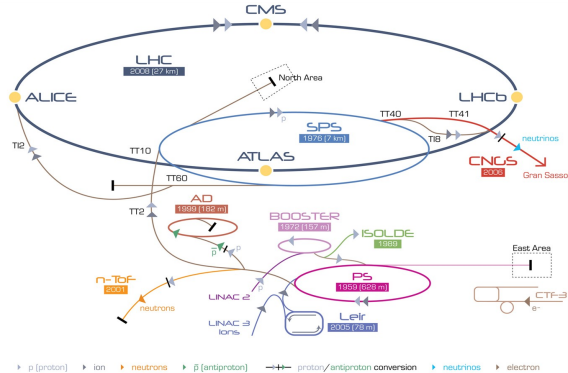 CMS
LHC
2008 [27 km]
North Area
ALICE
LHCb
TT40
TT41
SPS
1976 [7 km]
p
TI8
TI2
TT10
ATLAS
neutrinos
CNGS
2006
Gran Sasso
TT60
AD
1999 [182 m]
TT2
BOOSTER
1972 [157 m]
ISOLDE
1989
p̄
p
East Area
n-ToF
2001
p
PS
1959 [628 m]
LINAC 2
neutrons
CTF3
e-
LINAC 3
Ions
Leir
2005 [78 m]
p [proton]
ion
neutrons
p̄ [antiproton]
proton/antiproton conversion
neutrinos
electron